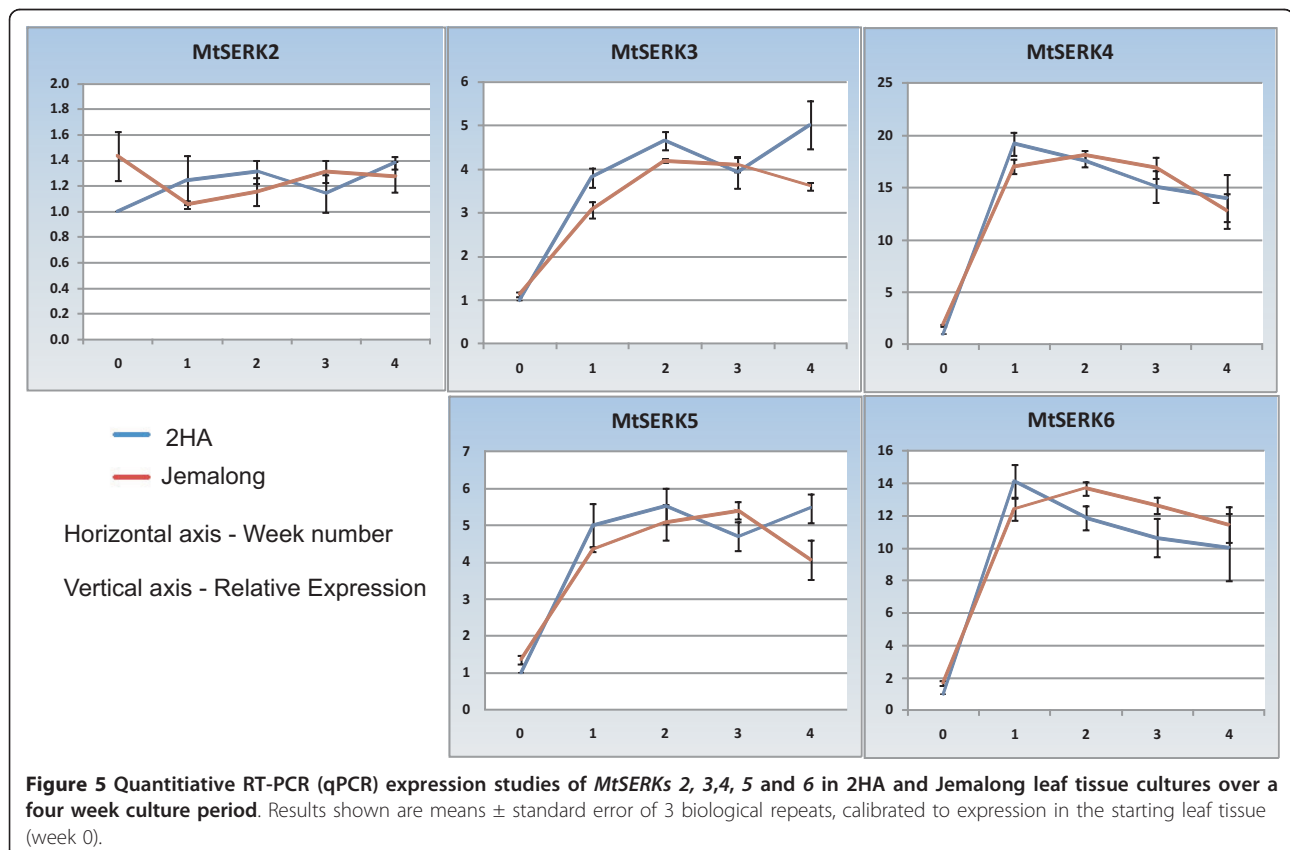 MtSERK2
2.0
1.8
1.6
1.4
1.2
1.0
0.8
0.6
0.4
0.2
0.0
0 1 2 3 4
MtSERK3
6
5
4
3
2
1
0
0 1 2 3 4
MtSERK4
25
20
15
10
5
0
0 1 2 3 4
2HA
Jemalong
Horizontal axis - Week number
Vertical axis - Relative Expression
MtSERK5
7
6
5
4
3
2
1
0
0 1 2 3 4
MtSERK6
16
14
12
10
8
6
4
2
0
0 1 2 3 4
Figure 5 Quantitiative RT-PCR (qPCR) expression studies of MtSERKs 2, 3,4, 5 and 6 in 2HA and Jemalong leaf tissue cultures over a
four week culture period. Results shown are means ± standard error of 3 biological repeats, calibrated to expression in the starting leaf tissue
(week 0).